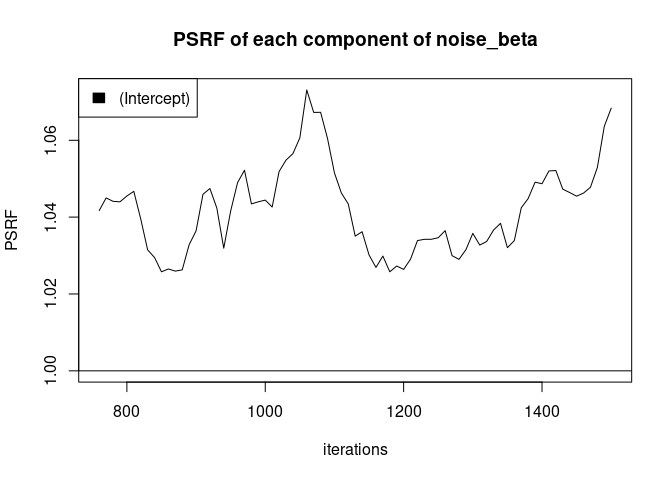 PSRF of each component of noise_beta
(Intercept)
PSRF
1.06
1.04
1.02
1.00
800 1000 1200 1400
iterations